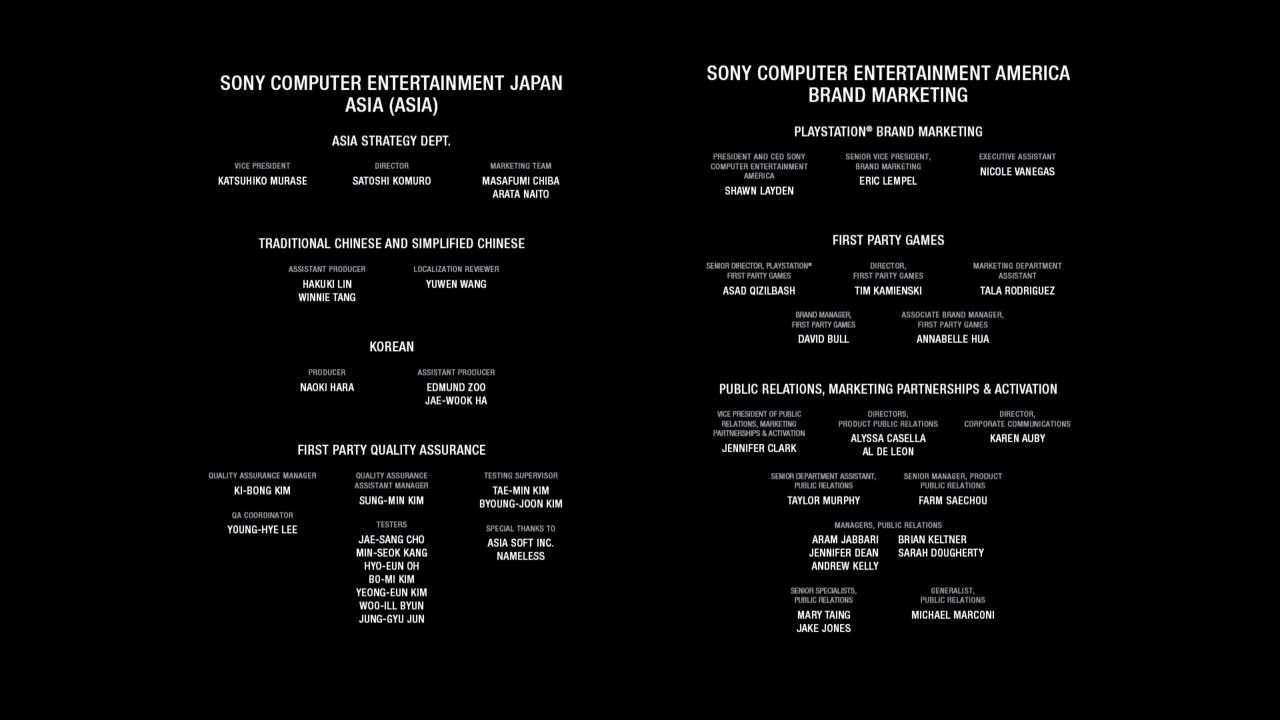 SONY COMPUTER ENTERTAINMENT JAPAN
ASIA (ASIA)
ASIA STRATEGY DEPT.
VICE PRESIDENT
KATSUHIKO MURASE
DIRECTOR
SATOSHI KOMURO
MARKETING TEAM
MASAFUMI CHIBA
ARATA NAITO
TRADITIONAL CHINESE AND SIMPLIFIED CHINESE
ASSISTANT PRODUCER
HAKUKI LIN
WINNIE TANG
LOCALIZATION REVIEWER
YUWEN WANG
KOREAN
PRODUCER
NAOKI HARA
ASSISTANT PRODUCER
EDMUND ZOO
JAE-WOOK HA
FIRST PARTY QUALITY ASSURANCE
QUALITY ASSURANCE MANAGER
KI-BONG KIM
QA COORDINATOR
YOUNG-HYE LEE
QUALITY ASSURANCE
ASSISTANT MANAGER
SUNG-MIN KIM
TESTERS
JAE-SANG CHO
MIN-SEOK KANG
HYO-EUN OH
BO-MI KIM
YEONG-EUN KIM
WOO-ILL BYUN
JUNG-GYU JUN
TESTING SUPERVISOR
TAE-MIN KIM
BYOUNG-JOON KIM
SPECIAL THANKS TO
ASIA SOFT INC.
NAMELESS
SONY COMPUTER ENTERTAINMENT AMERICA
BRAND MARKETING
PLAYSTATION® BRAND MARKETING
PRESIDENT AND CEO SONY
COMPUTER ENTERTAINMENT
AMERICA
SHAWN LAYDEN
SENIOR VICE PRESIDENT,
BRAND MARKETING
ERIC LEMPEL
EXECUTIVE ASSISTANT
NICOLE VANEGAS
FIRST PARTY GAMES
SENIOR DIRECTOR, PLAYSTATION®
FIRST PARTY GAMES
ASAD QIZILBASH
DIRECTOR,
FIRST PARTY GAMES
TIM KAMIENSKI
MARKETING DEPARTMENT
ASSISTANT
TALA RODRIGUEZ
BRAND MANAGER,
FIRST PARTY GAMES
DAVID BULL
ASSOCIATE BRAND MANAGER,
FIRST PARTY GAMES
ANNABELLE HUA
PUBLIC RELATIONS, MARKETING PARTNERSHIPS & ACTIVATION
VICE PRESIDENT OF PUBLIC
RELATIONS, MARKETING
PARTNERSHIPS & ACTIVATION
JENNIFER CLARK
DIRECTORS,
PRODUCT PUBLIC RELATIONS
ALYSSA CASELLA
AL DE LEON
DIRECTOR,
CORPORATE COMMUNICATIONS
KAREN AUBY
SENIOR DEPARTMENT ASSISTANT,
PUBLIC RELATIONS
TAYLOR MURPHY
SENIOR MANAGER, PRODUCT
PUBLIC RELATIONS
FARM SAECHOU
MANAGERS, PUBLIC RELATIONS
ARAM JABBARI
JENNIFER DEAN
ANDREW KELLY
BRIAN KELTNER
SARAH DOUGHERTY
SENIOR SPECIALISTS,
PUBLIC RELATIONS
MARY TAING
JAKE JONES
GENERALIST,
PUBLIC RELATIONS
MICHAEL MARCONI